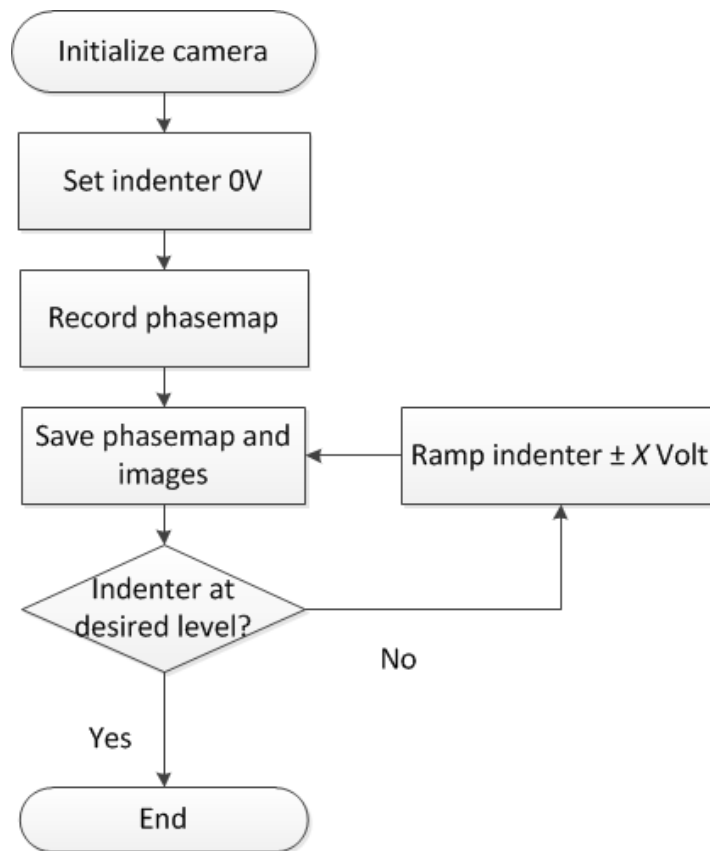 Initialize camera
Set indenter 0V
Record phasemap
Save phasemap and
images
Ramp indenter ± X Volt
Indenter at
desired level?
No
Yes
End